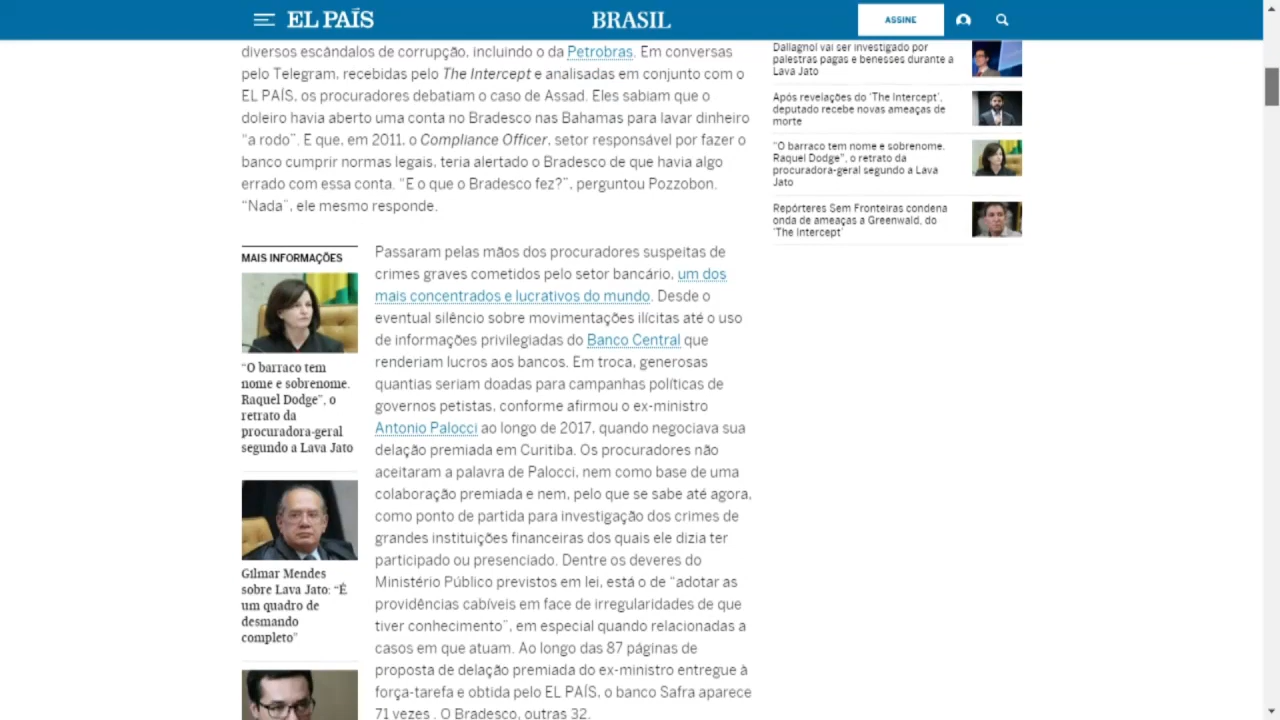 EL PAÍS
BRASIL
ASSINE
diversos escándalos de corrupção, incluindo o da Petrobras. Em conversas
pelo Telegram, recebidas pelo The Intercept e analisadas em conjunto com o
EL PAÍS, os procuradores debatiam o caso de Assad. Eles sabiam que o
doleiro havia aberto uma conta no Bradesco nas Bahamas para lavar dinheiro
“a rodo”. E que, em 2011, o Compliance Officer, setor responsável por fazer o
banco cumprir normas legais, teria alertado o Bradesco de que havia algo
errado com essa conta. “E o que o Bradesco fez?”, perguntou Pozzobon.
“Nada”, ele mesmo responde.
MAIS INFORMAÇÕES
“O barraco tem
nome e sobrenome.
Raquel Dodge”, o
retrato da
procuradora-geral
segundo a Lava Jato
Gilmar Mendes
sobre Lava Jato: “É
um quadro de
desmando
completo”
Passaram pelas mãos dos procuradores suspeitas de
crimes graves cometidos pelo setor bancário, um dos
mais concentrados e lucrativos do mundo. Desde o
eventual silêncio sobre movimentações ilícitas até o uso
de informações privilegiadas do Banco Central que
renderiam lucros aos bancos. Em troca, generosas
quantias seriam doadas para campanhas políticas de
governos petistas, conforme afirmou o ex-ministro
Antonio Palocci ao longo de 2017, quando negociava sua
delação premiada em Curitiba. Os procuradores não
aceitaram a palavra de Palocci, nem como base de uma
colaboração premiada e nem, pelo que se sabe até agora,
como ponto de partida para investigação dos crimes de
grandes instituições financeiras dos quais ele dizia ter
participado ou presenciado. Dentre os deveres do
Ministério Público previstos em lei, está o de “adotar as
providências cabíveis em face de irregularidades de que
tiver conhecimento”, em especial quando relacionadas a
casos em que atuam. Ao longo das 87 páginas de
proposta de delação premiada do ex-ministro entregue à
força-tarefa e obtida pelo EL PAÍS, o banco Safra aparece
71 vezes . O Bradesco, outras 32.
Dallagnol vai ser investigado por
palestras pagas e benesses durante a
Lava Jato
Após revelações do ‘The Intercept’,
deputado recebe novas ameaças de
morte
“O barraco tem nome e sobrenome.
Raquel Dodge”, o retrato da
procuradora-geral segundo a Lava
Jato
Repórteres Sem Fronteiras condena
onda de ameaças a Greenwald, do
‘The Intercept’